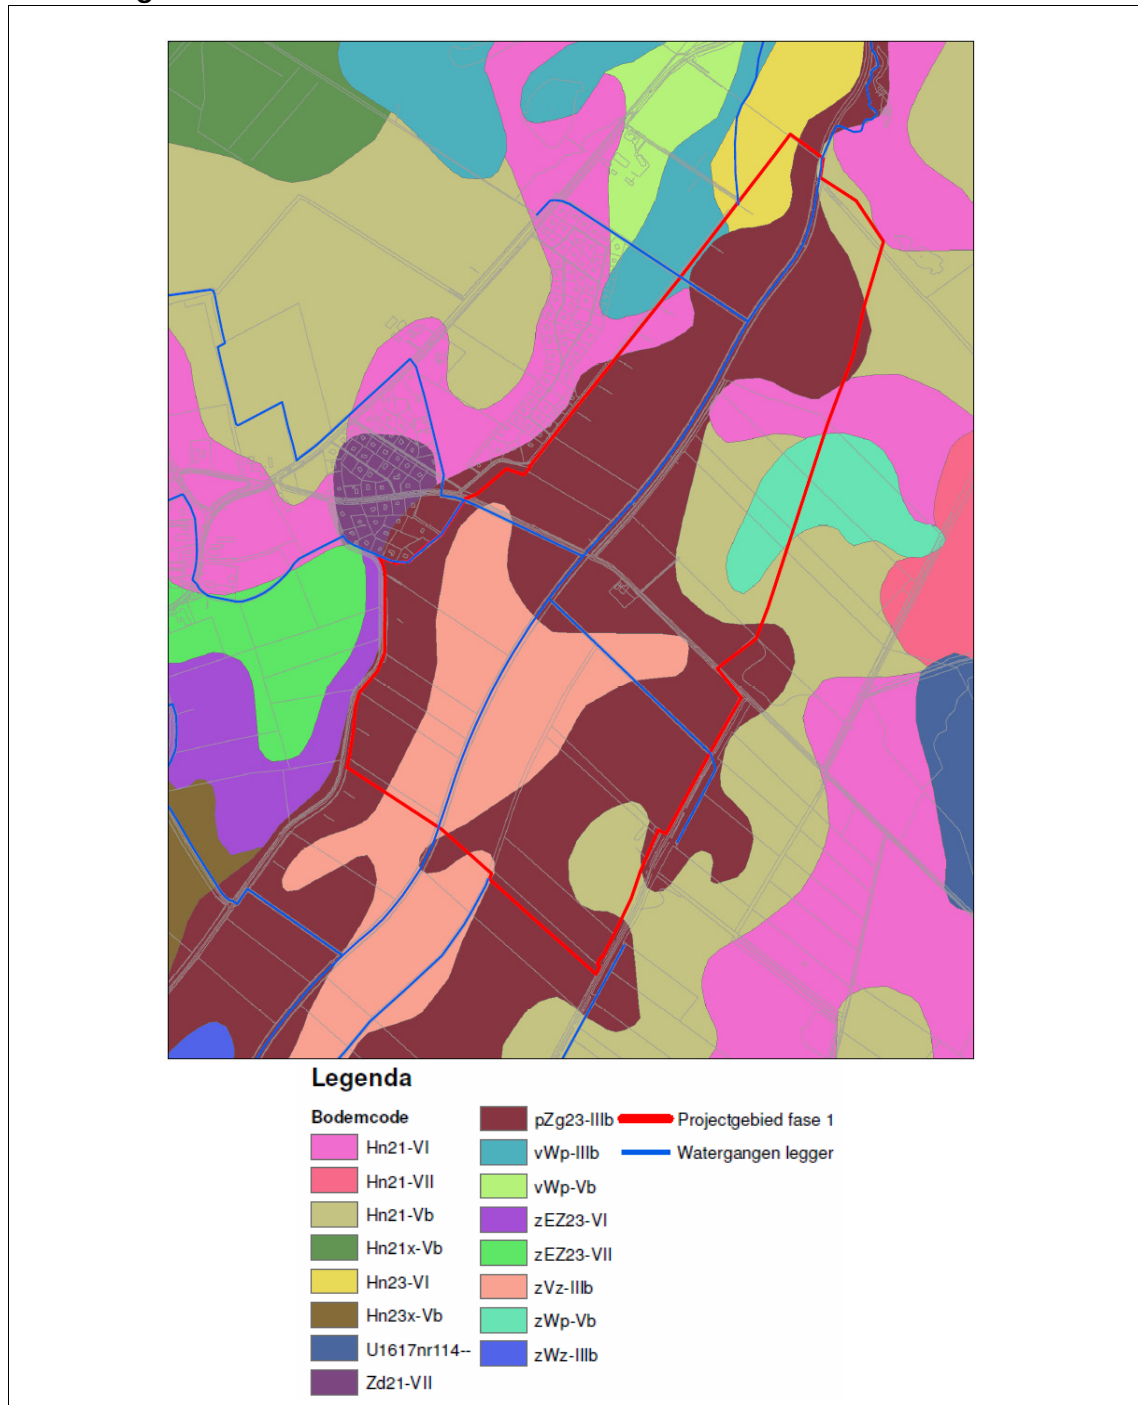 Legenda
Bodemcode
Hn21-VI
Hn21-VII
Hn21-Vb
Hn21x-Vb
Hn23-VI
Hn23x-Vb
U1617nr114--
Zd21-VII
pZg23-IIIb
vWp-IIIb
vWp-Vb
zEZ23-VI
zEZ23-VII
zVz-IIIb
zWp-Vb
zWz-IIIb
Projectgebied fase 1
Watergangen legger